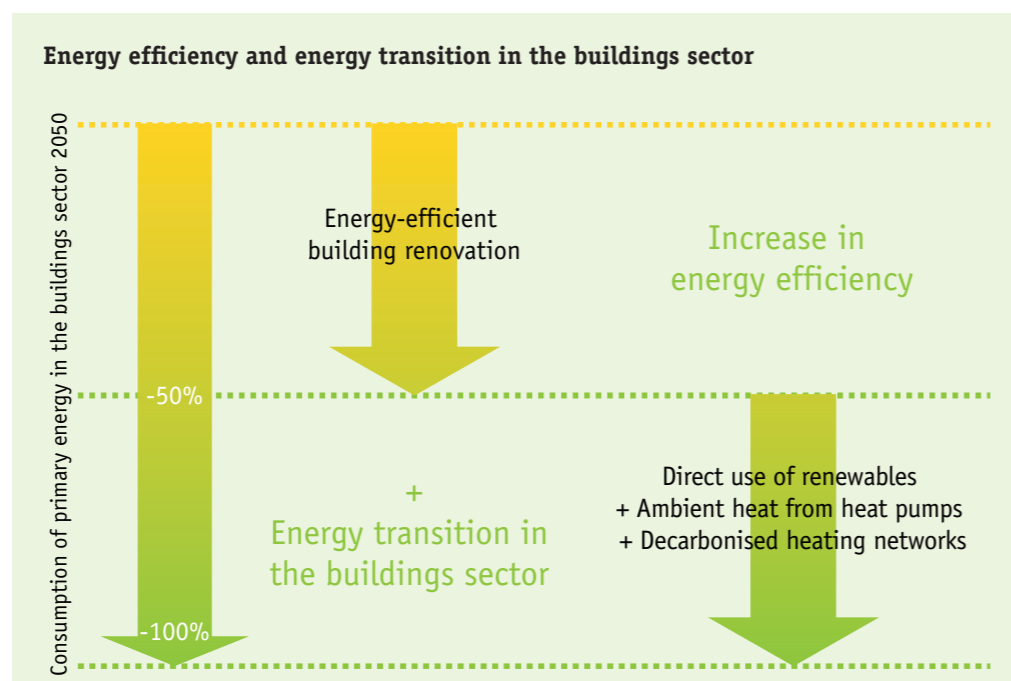 Energy efficiency and energy transition in the buildings sector
Consumption of primary energy in the buildings sector 2050
Energy-efficient
building renovation
Increase in
energy efficiency
-50%
+
Energy transition in
the buildings sector
Direct use of renewables
+ Ambient heat from heat pumps
+ Decarbonised heating networks
-100%